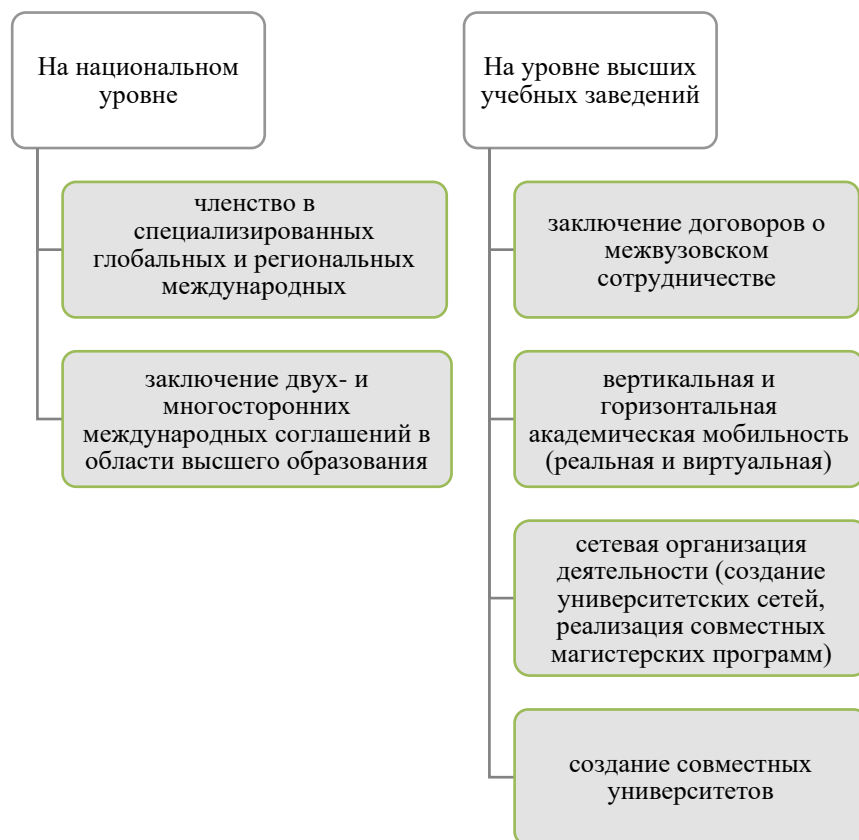 На национальном
уровне
членство в
специализированных
глобальных и региональных
международных
заключение двух- и
многосторонних
международных соглашений в
области высшего образования
На уровне высших
учебных заведений
заключение договоров о
межвузовском
сотрудничестве
вертикальная и
горизонтальная
академическая мобильность
(реальная и виртуальная)
сетевая организация
деятельности (создание
университетских сетей,
реализация совместных
магистерских программ)
создание совместных
университетов